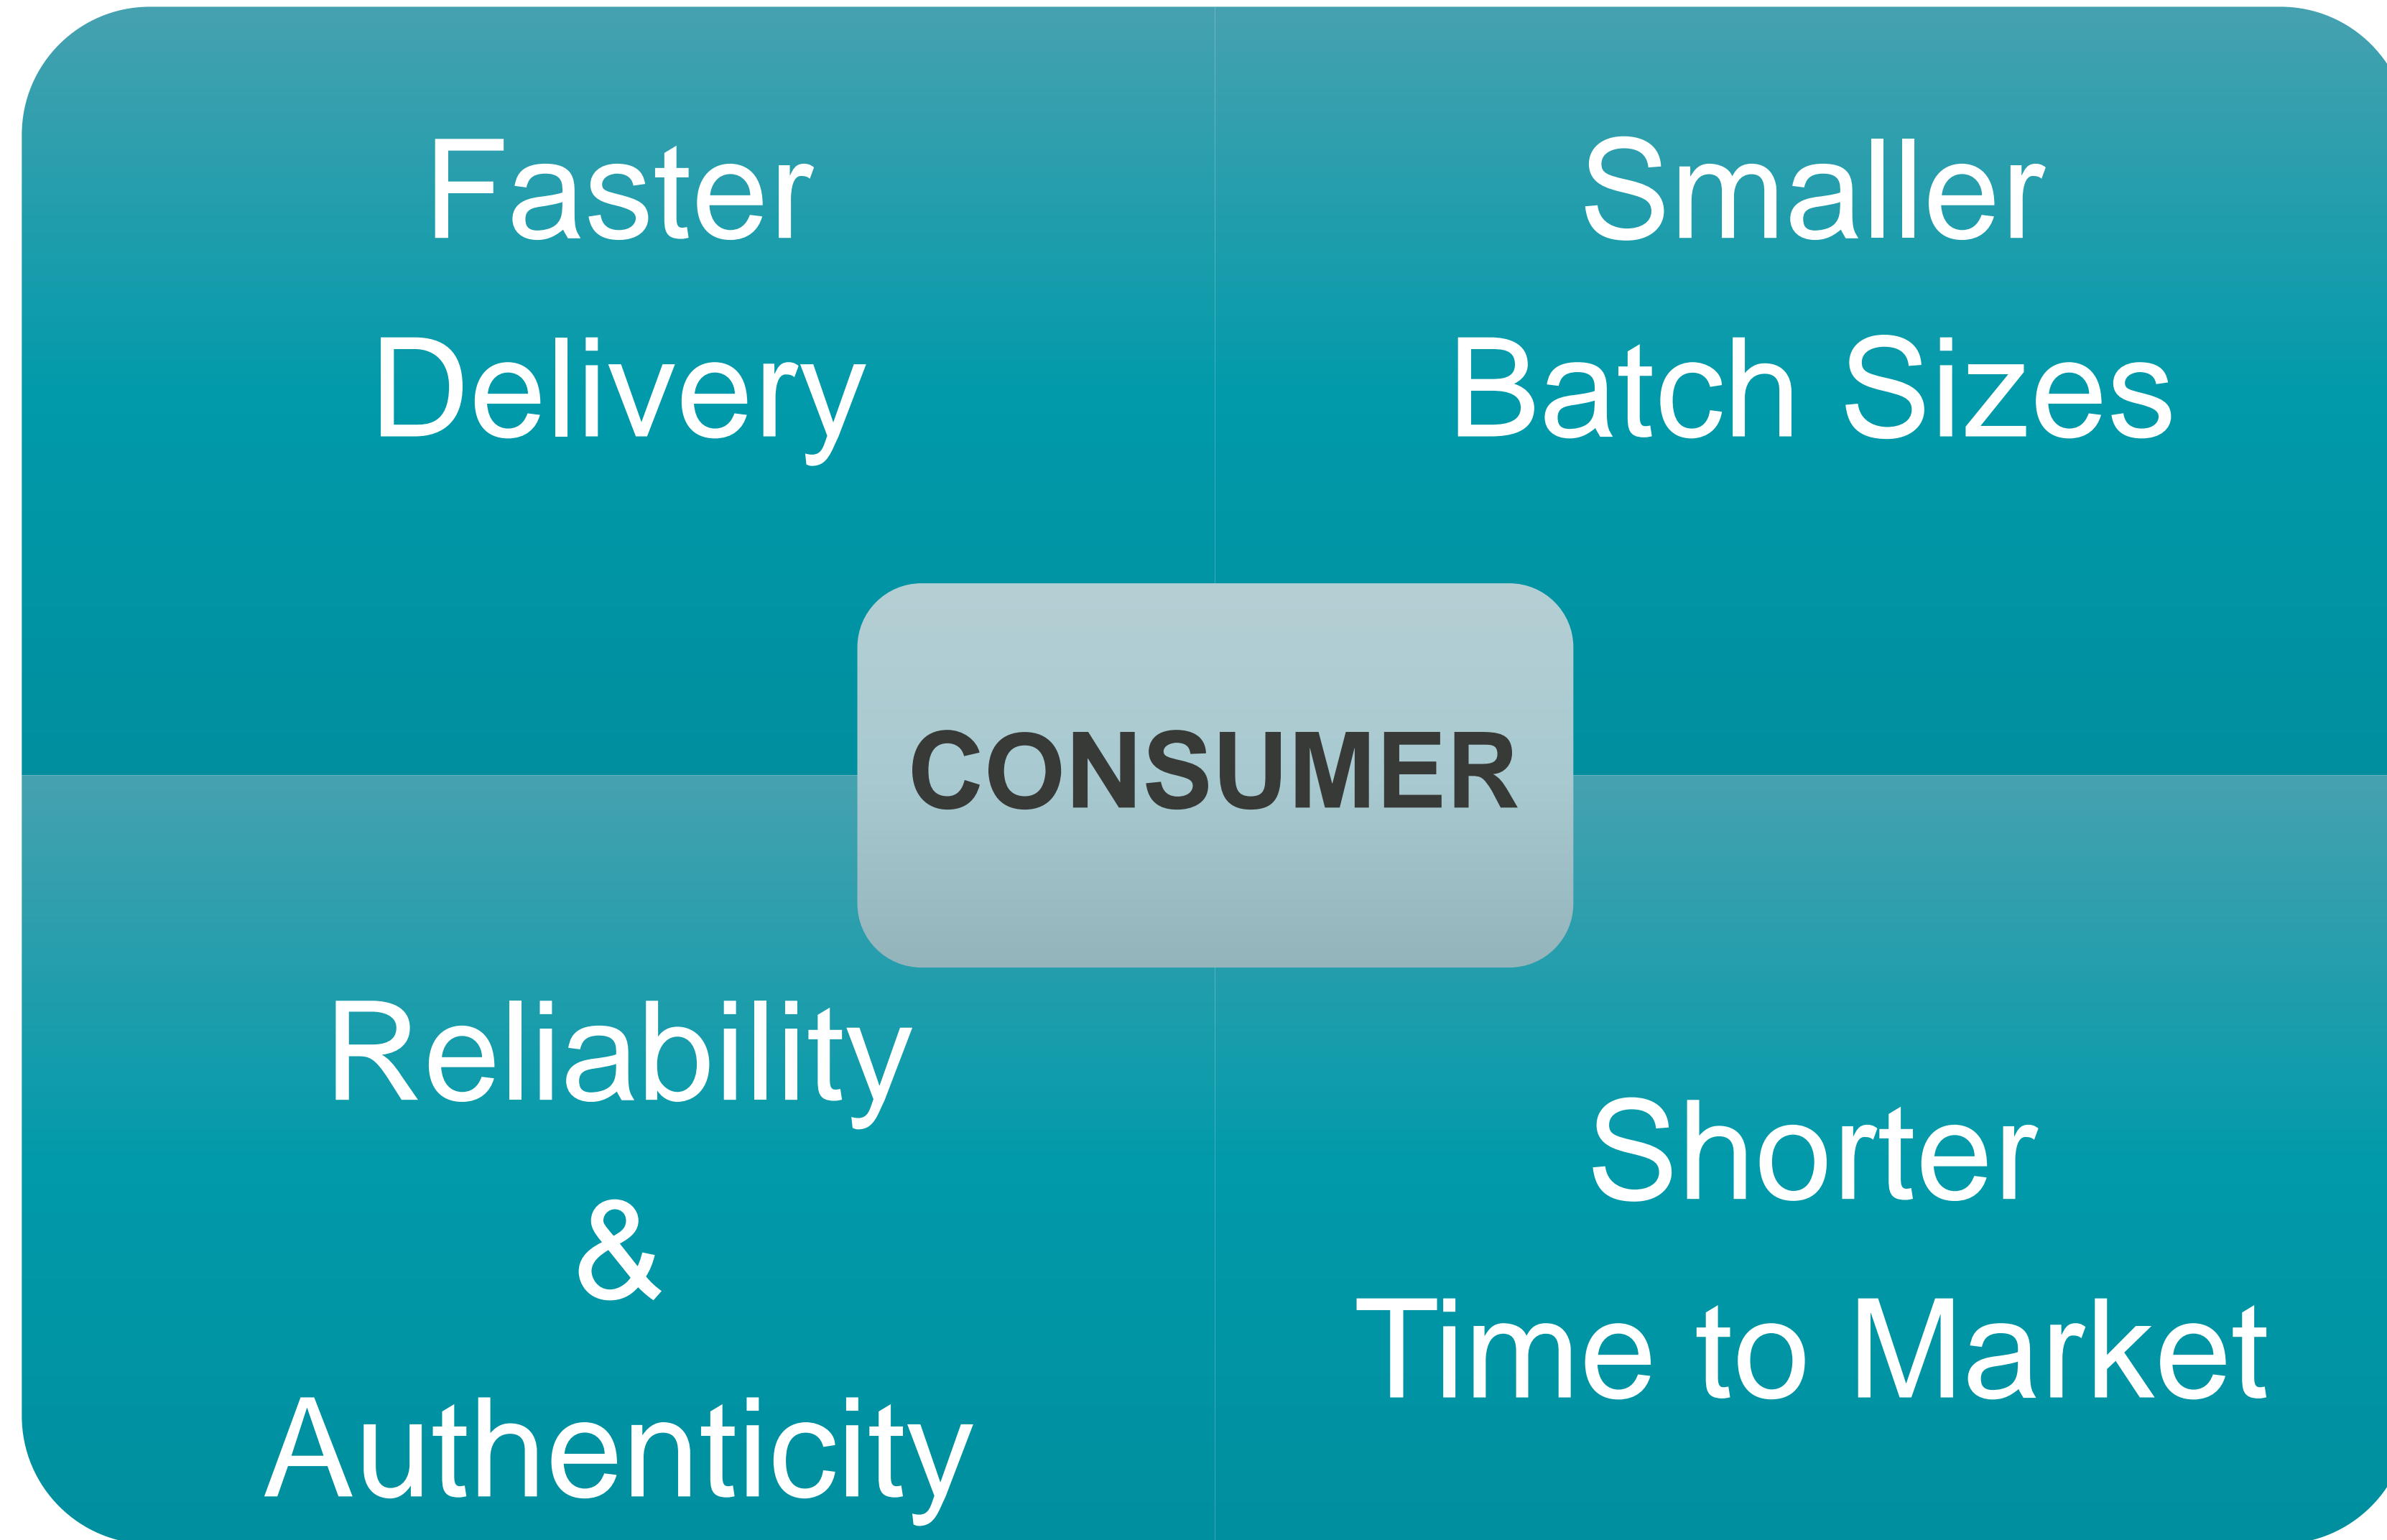 Faster
Delivery
Smaller
Batch Sizes
CONSUMER
Reliability
&
Authenticity
Shorter
Time to Market